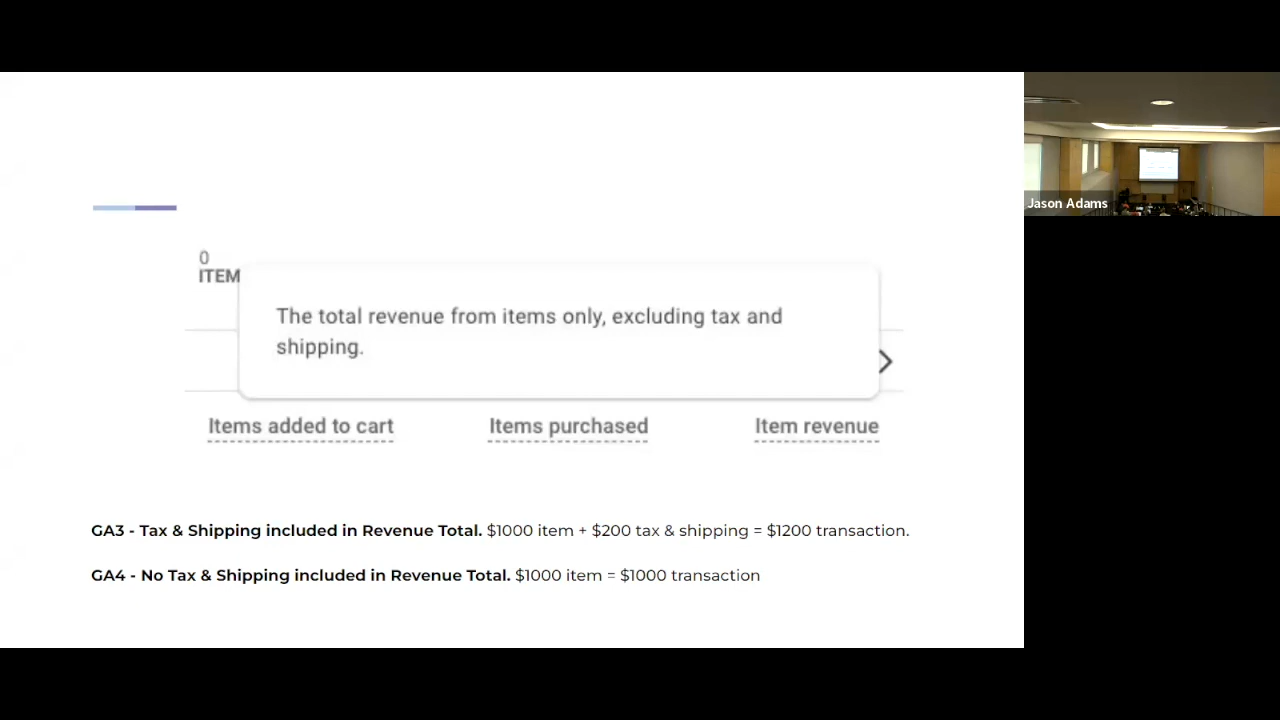 0
ITEM
The total revenue from items only, excluding tax and
shipping.
Items added to cart Items purchased Item revenue
GA3 - Tax & Shipping included in Revenue Total. $1000 item + $200 tax & shipping = $1200 transaction.
GA4 - No Tax & Shipping included in Revenue Total. $1000 item = $1000 transaction
Jason Adams